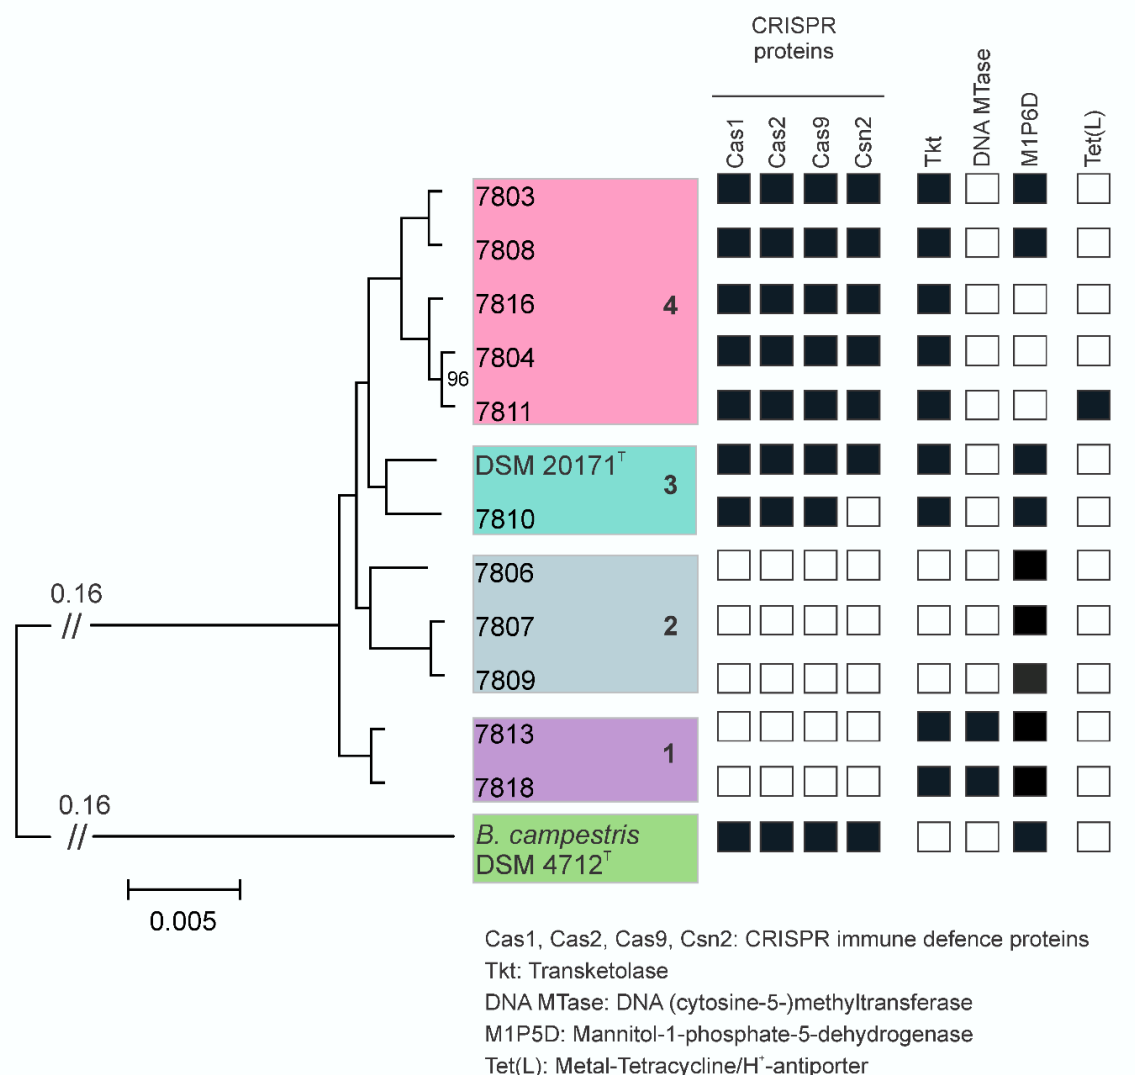 CRISPR
proteins
Cas1
Cas2
Cas9
Csn2
Tkt
DNA MTase
M1P6D
Tet(L)
7803
7808
7816
4
7804
96
7811
DSM 20171ᵀ
3
7810
7806
0.16
//
7807
2
7809
7813
1
7818
0.16
//
B. campestris
DSM 4712ᵀ
0.005
Cas1, Cas2, Cas9, Csn2: CRISPR immune defence proteins
Tkt: Transketolase
DNA MTase: DNA (cytosine-5-)methyltransferase
M1P5D: Mannitol-1-phosphate-5-dehydrogenase
Tet(L): Metal-Tetracycline/H⁺-antiporter